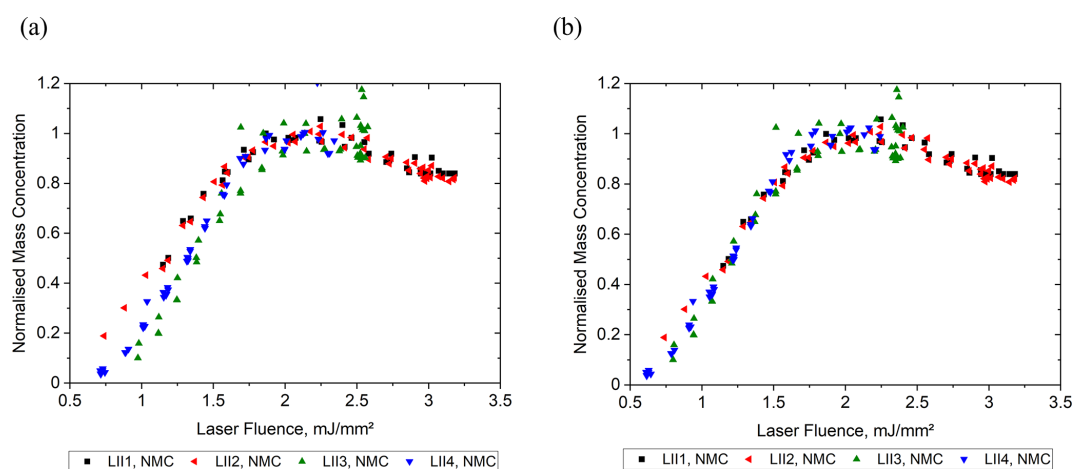 (a)
(b)
Normalised Mass Concentration
1.2
1
0.8
0.6
0.4
0.2
0
0.5 1 1.5 2 2.5 3 3.5
Laser Fluence, mJ/mm²
LII1, NMC LII2, NMC LII3, NMC LII4, NMC
Normalised Mass Concentration
1.2
1
0.8
0.6
0.4
0.2
0
0.5 1 1.5 2 2.5 3 3.5
Laser Fluence, mJ/mm²
LII1, NMC LII2, NMC LII3, NMC LII4, NMC